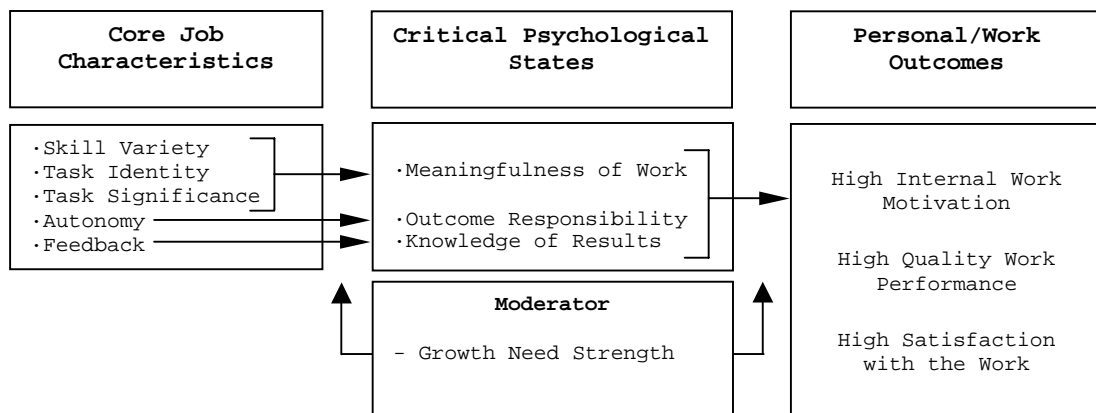 Core Job
Characteristics
Critical Psychological
States
Personal/Work
Outcomes
·Skill Variety
·Task Identity
·Task Significance
·Autonomy
·Feedback
·Meaningfulness of Work
·Outcome Responsibility
·Knowledge of Results
High Internal Work
Motivation
High Quality Work
Performance
High Satisfaction
with the Work
Moderator
- Growth Need Strength